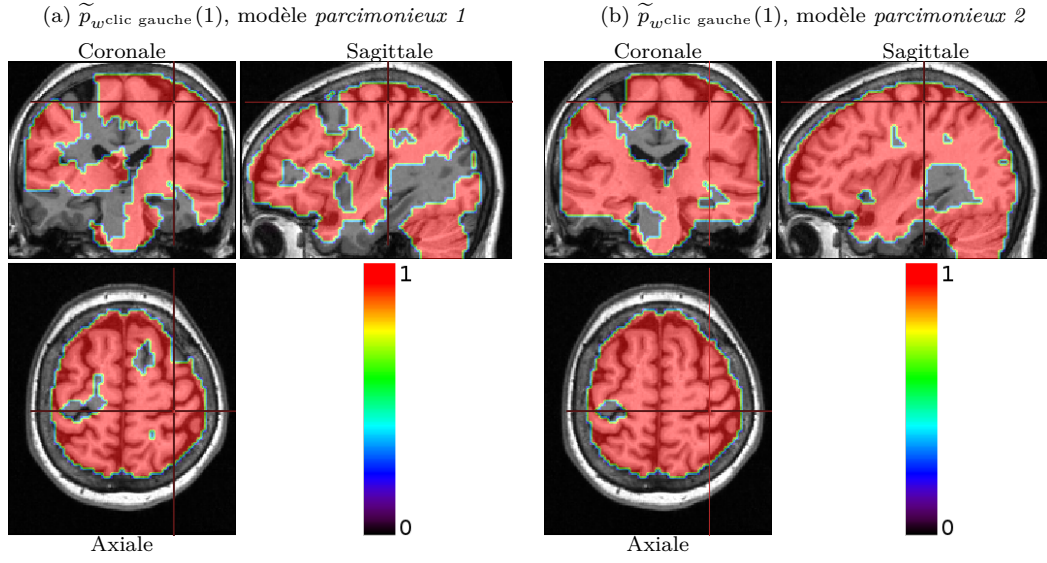 (a) p̃_{w^{clic gauche}}(1), modèle parcimonieux 1
Coronale
Sagittale
1
0
Axiale
(b) p̃_{w^{clic gauche}}(1), modèle parcimonieux 2
Coronale
Sagittale
1
0
Axiale